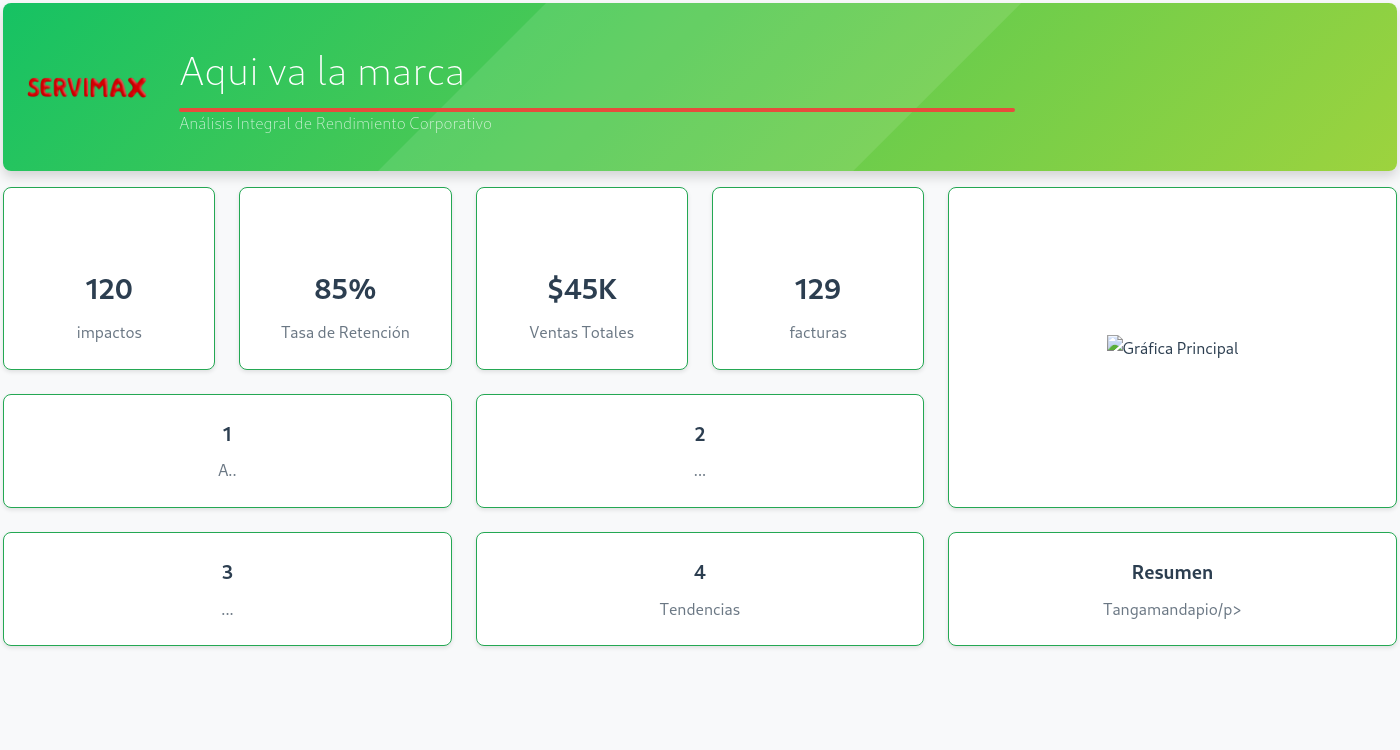 SERVIMAX
Aqui va la marca
Análisis Integral de Rendimiento Corporativo
120
impactos
85%
Tasa de Retención
$45K
Ventas Totales
129
facturas
Gráfica Principal
1
A..
2
...
3
...
4
Tendencias
Resumen
Tangamandapio/p>